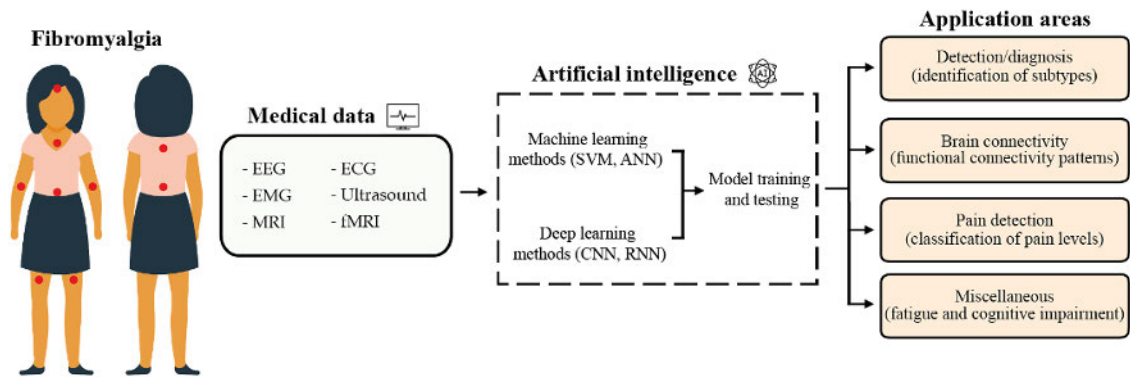 Fibromyalgia
Medical data
- EEG
- EMG
- MRI
- ECG
- Ultrasound
- fMRI
Artificial intelligence
AI
Machine learning
methods (SVM, ANN)
Deep learning
methods (CNN, RNN)
Model training
and testing
Application areas
Detection/diagnosis
(identification of subtypes)
Brain connectivity
(functional connectivity patterns)
Pain detection
(classification of pain levels)
Miscellaneous
(fatigue and cognitive impairment)